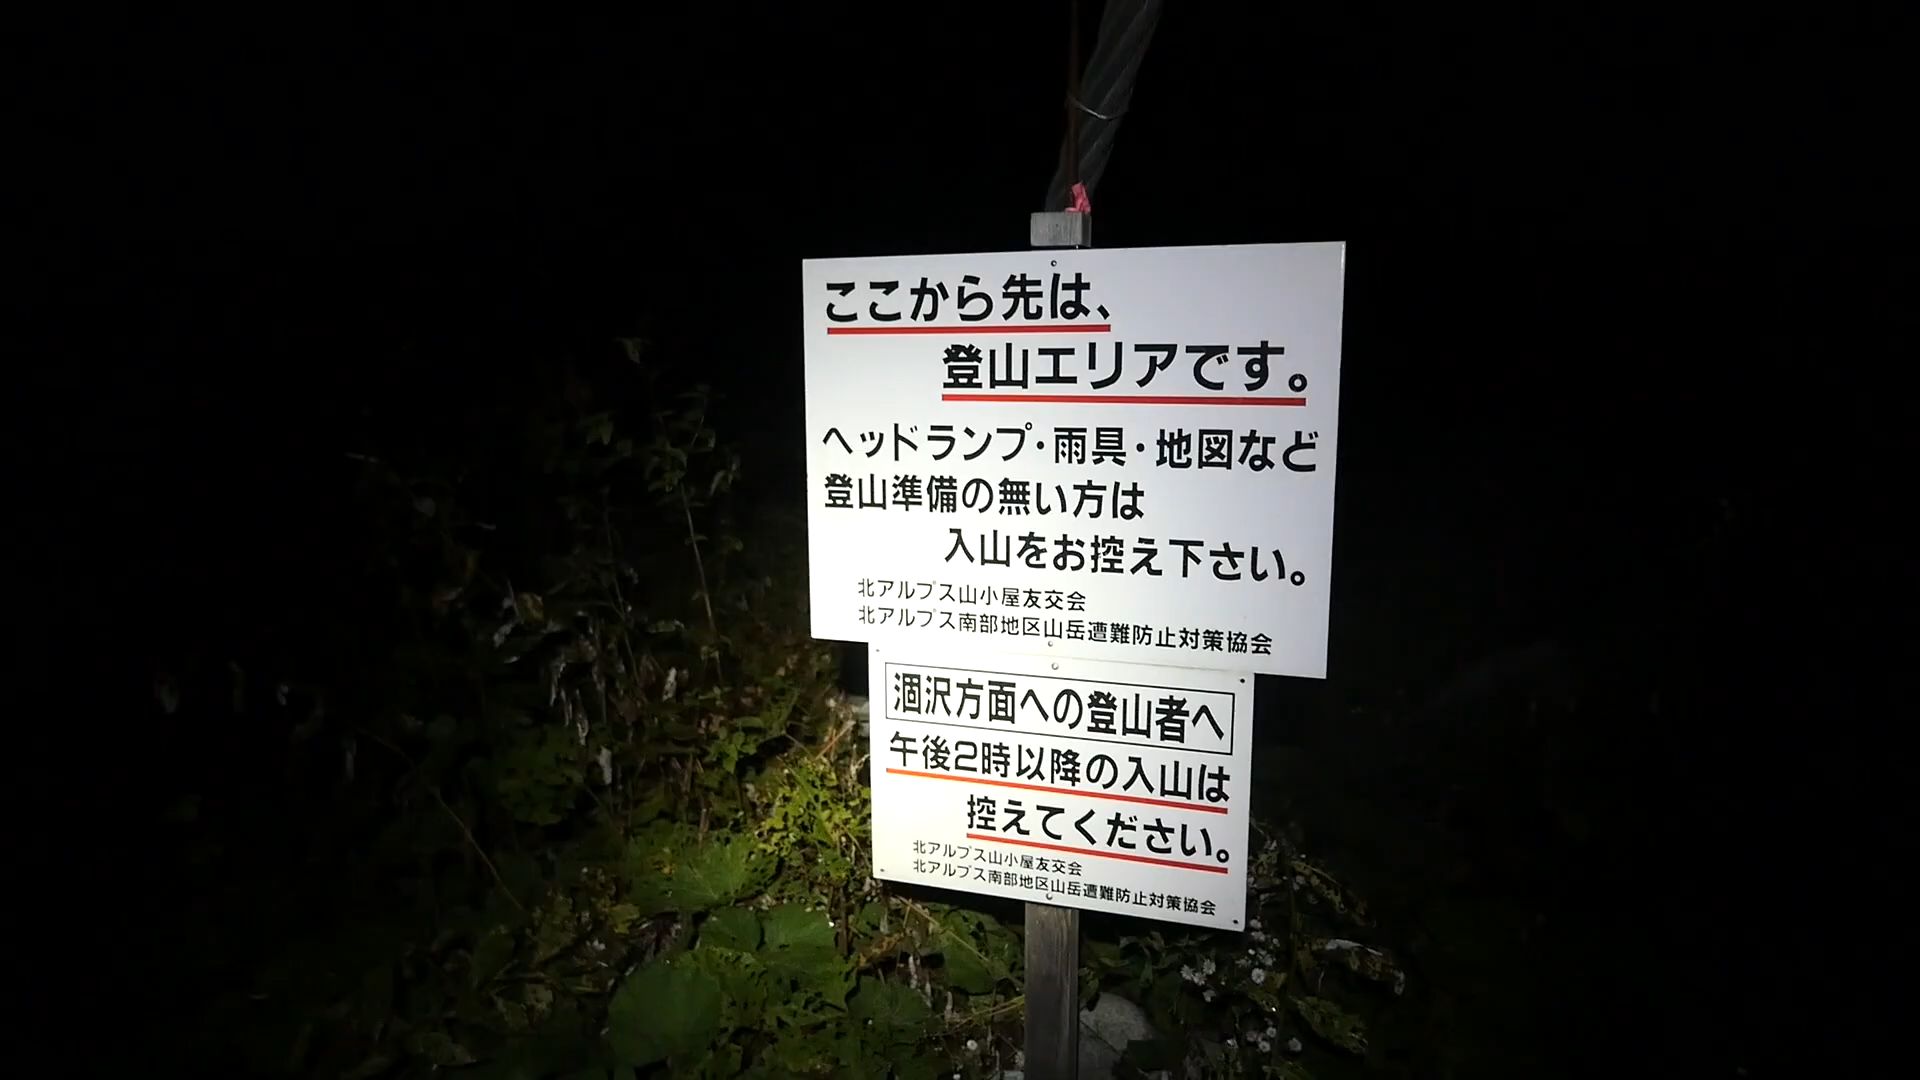 ここから先は、
登山エリアです。
ヘッドランプ・雨具・地図など
登山準備の無い方は
入山をお控え下さい。
北アルプス山小屋友交会
北アルプス南部地区山岳遭難防止対策協会
涸沢方面への登山者へ
午後2時以降の入山は
控えてください。
北アルプス山小屋友交会
北アルプス南部地区山岳遭難防止対策協会